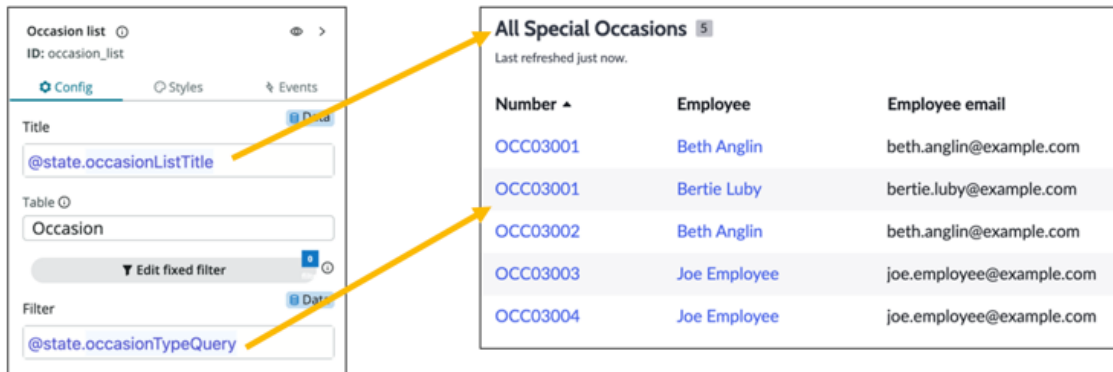 Occasion list
ID: occasion_list
Config Styles Events
Title Data
@state.occasionListTitle
Table
Occasion
Edit fixed filter 0
Filter Data
@state.occasionTypeQuery
All Special Occasions 5
Last refreshed just now.
Number Employee Employee email
OCC03001 Beth Anglin beth.anglin@example.com
OCC03001 Bertie Luby bertie.luby@example.com
OCC03002 Beth Anglin beth.anglin@example.com
OCC03003 Joe Employee joe.employee@example.com
OCC03004 Joe Employee joe.employee@example.com